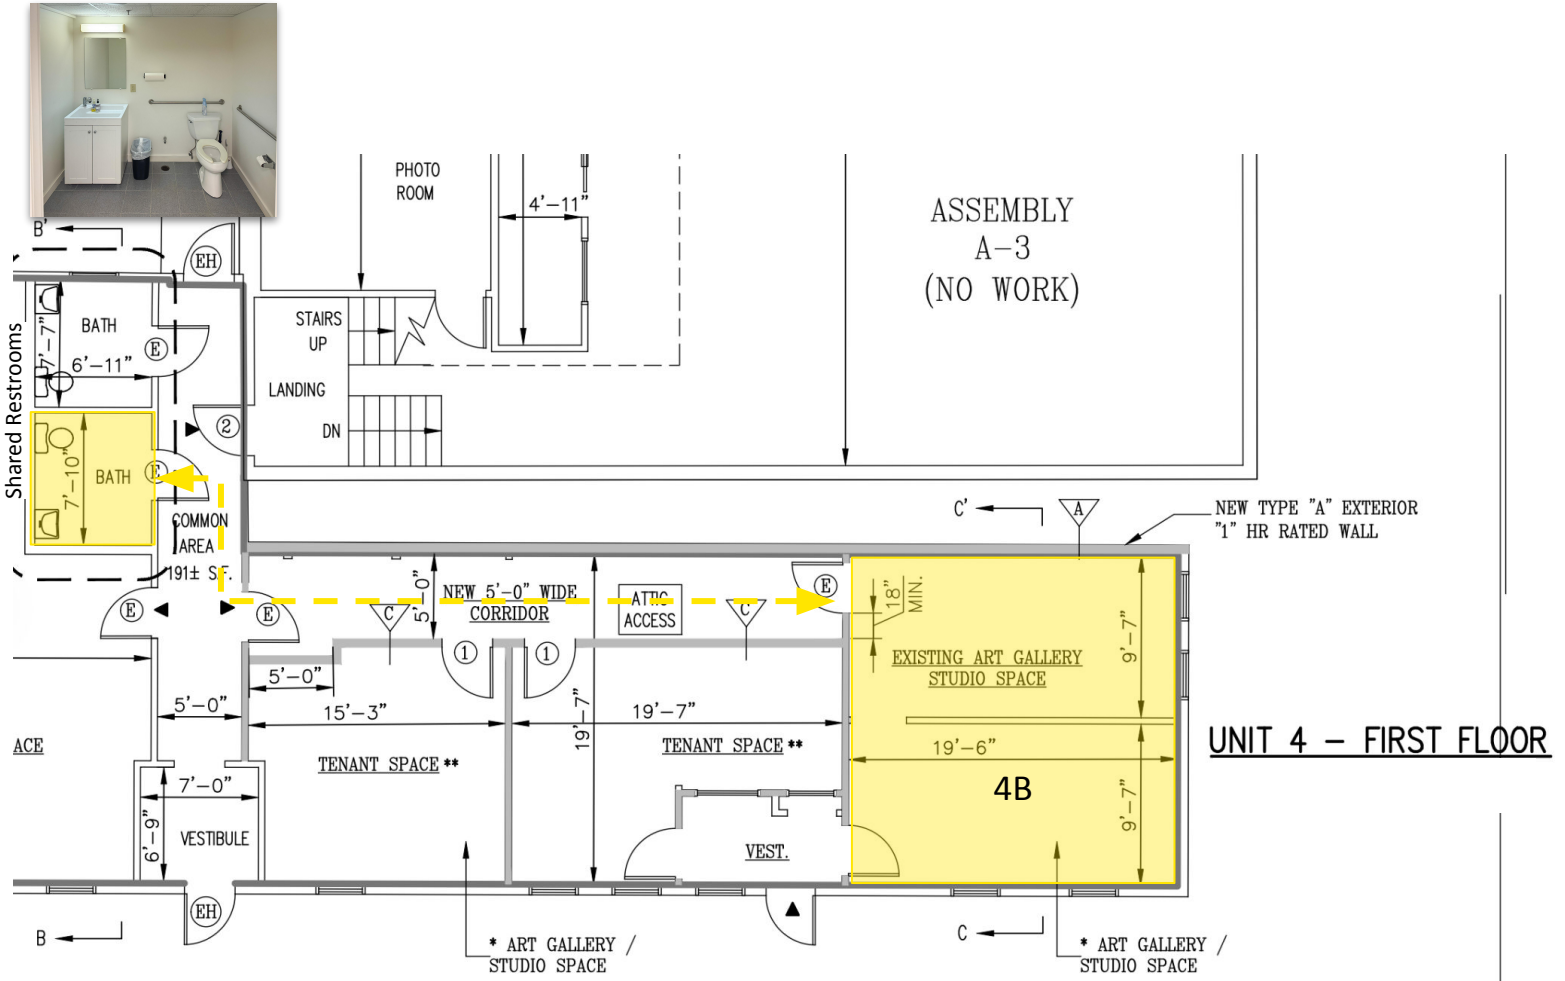 PHOTO
ROOM
4'-11"
ASSEMBLY
A-3
(NO WORK)
B'
EH
STAIRS
UP
LANDING
DN
Shared Restrooms
BATH
7'-7"
6'-11"
E
2
7'-10"
BATH
E
COMMON
AREA
191± S.F.
C'
A
NEW TYPE "A" EXTERIOR
"1" HR RATED WALL
E
E
5'-0"
NEW 5'-0" WIDE
CORRIDOR
C
ATTIC
ACCESS
C
E
18"
MIN.
9'-7"
1
1
EXISTING ART GALLERY
STUDIO SPACE
5'-0"
5'-0"
15'-3"
19'-7"
19'-7"
ACE
TENANT SPACE **
TENANT SPACE **
19'-6"
UNIT 4 - FIRST FLOOR
4B
7'-0"
6'-9"
VESTIBULE
VEST.
9'-7"
EH
B
* ART GALLERY /
STUDIO SPACE
C
* ART GALLERY /
STUDIO SPACE